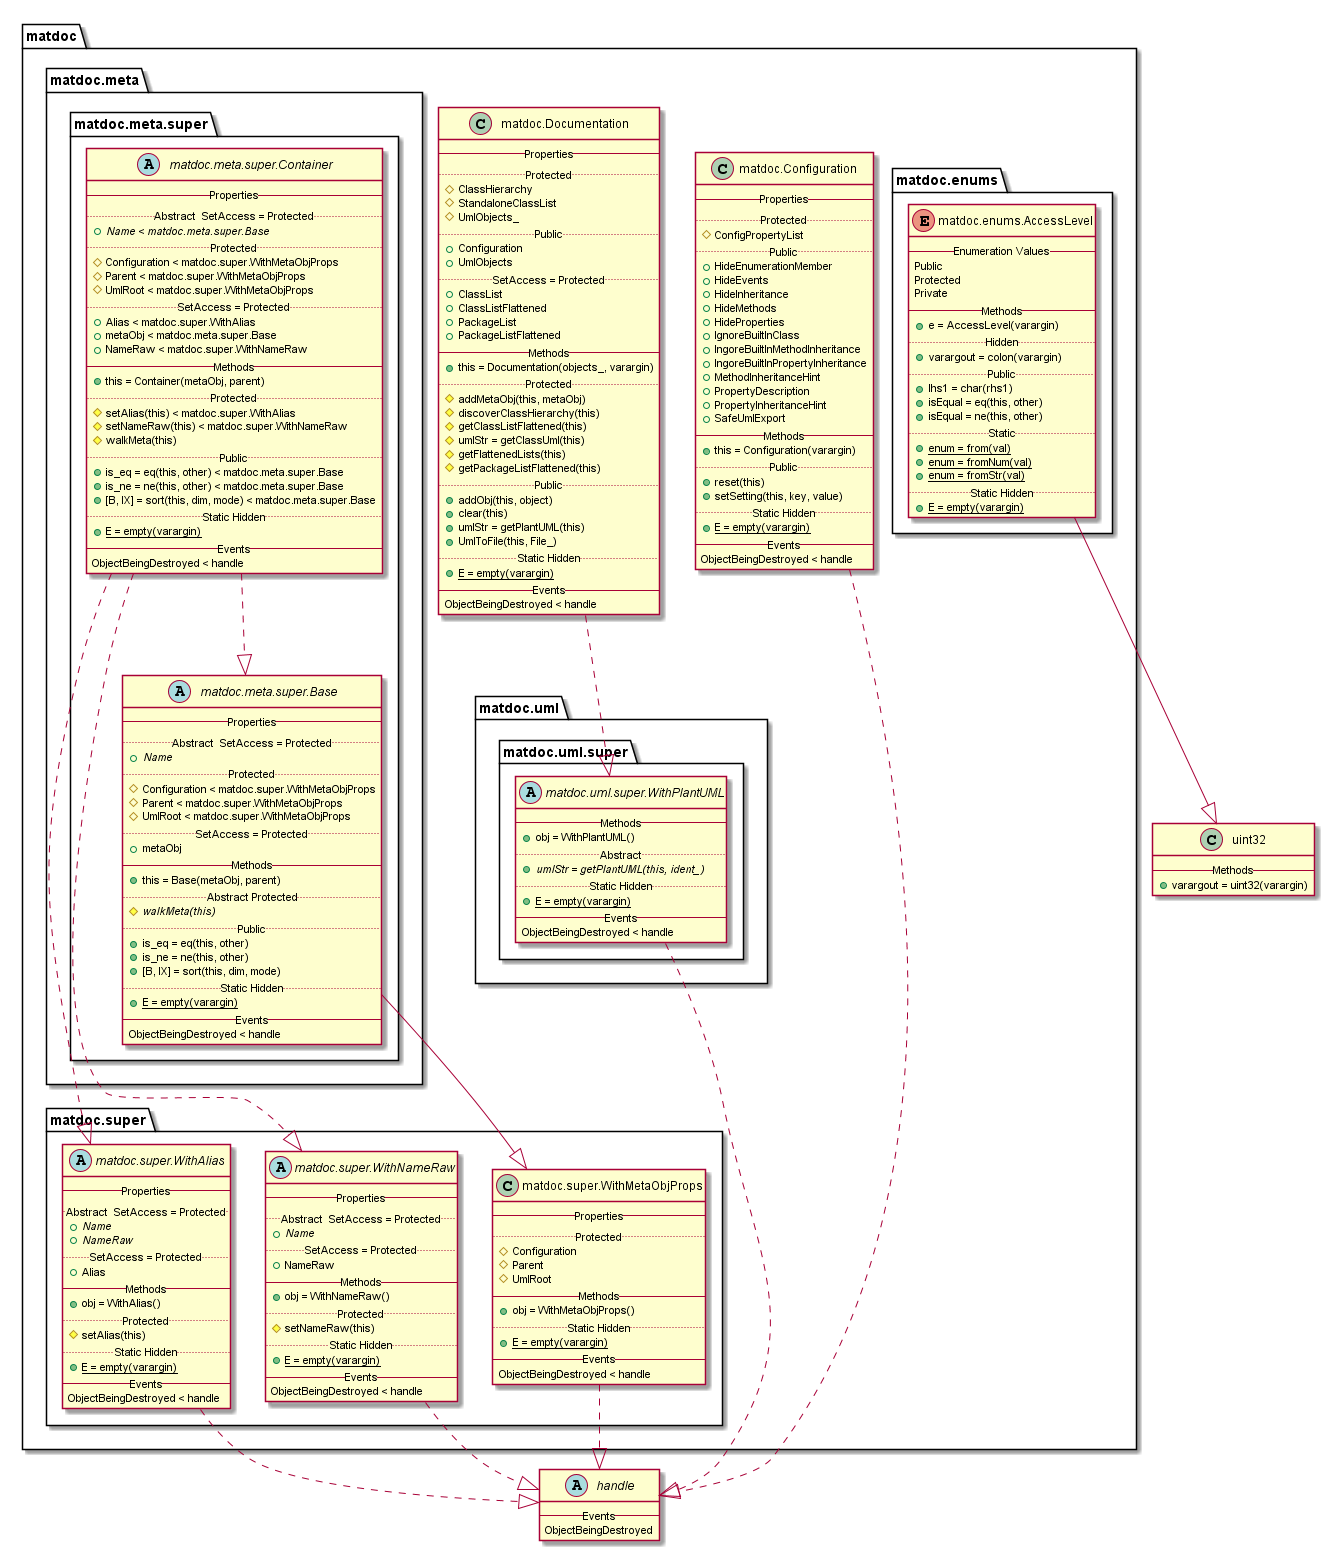 matdoc
matdoc.meta
matdoc.meta.super
A matdoc.meta.super.Container
Properties
Abstract SetAccess = Protected
Name < matdoc.meta.super.Base
Protected
Configuration < matdoc.super.WithMetaObjProps
Parent < matdoc.super.WithMetaObjProps
UmlRoot < matdoc.super.WithMetaObjProps
SetAccess = Protected
Alias < matdoc.super.WithAlias
metaObj < matdoc.meta.super.Base
NameRaw < matdoc.super.WithNameRaw
Methods
this = Container(metaObj, parent)
Protected
setAlias(this) < matdoc.super.WithAlias
setNameRaw(this) < matdoc.super.WithNameRaw
walkMeta(this)
Public
is_eq = eq(this, other) < matdoc.meta.super.Base
is_ne = ne(this, other) < matdoc.meta.super.Base
[B, IX] = sort(this, dim, mode) < matdoc.meta.super.Base
Static Hidden
E = empty(varargin)
Events
ObjectBeingDestroyed < handle
C matdoc.Documentation
Properties
Protected
ClassHierarchy
StandaloneClassList
UmlObjects_
Public
Configuration
UmlObjects
SetAccess = Protected
ClassList
ClassListFlattened
PackageList
PackageListFlattened
Methods
this = Documentation(objects_, varargin)
Protected
addMetaObj(this, metaObj)
discoverClassHierarchy(this)
getClassListFlattened(this)
umlStr = getClassUml(this)
getFlattenedLists(this)
getPackageListFlattened(this)
Public
addObj(this, object)
clear(this)
umlStr = getPlantUML(this)
UmlToFile(this, File_)
Static Hidden
E = empty(varargin)
Events
ObjectBeingDestroyed < handle
C matdoc.Configuration
Properties
Protected
ConfigPropertyList
Public
HideEnumerationMember
HideEvents
HideInheritance
HideMethods
HideProperties
IgnoreBuiltInClass
IngoreBuiltInMethodInheritance
IngoreBuiltInPropertyInheritance
MethodInheritanceHint
PropertyDescription
PropertyInheritanceHint
SafeUmlExport
Methods
this = Configuration(varargin)
Public
reset(this)
setSetting(this, key, value)
Static Hidden
E = empty(varargin)
Events
ObjectBeingDestroyed < handle
matdoc.enums
E matdoc.enums.AccessLevel
Enumeration Values
Public
Protected
Private
Methods
e = AccessLevel(varargin)
Hidden
varargout = colon(varargin)
Public
lhs1 = char(rhs1)
isEqual = eq(this, other)
isEqual = ne(this, other)
Static
enum = from(val)
enum = fromNum(val)
enum = fromStr(val)
Static Hidden
E = empty(varargin)
A matdoc.meta.super.Base
Properties
Abstract SetAccess = Protected
Name
Protected
Configuration < matdoc.super.WithMetaObjProps
Parent < matdoc.super.WithMetaObjProps
UmlRoot < matdoc.super.WithMetaObjProps
SetAccess = Protected
metaObj
Methods
this = Base(metaObj, parent)
Abstract Protected
walkMeta(this)
Public
is_eq = eq(this, other)
is_ne = ne(this, other)
[B, IX] = sort(this, dim, mode)
Static Hidden
E = empty(varargin)
Events
ObjectBeingDestroyed < handle
matdoc.uml
matdoc.uml.super
A matdoc.uml.super.WithPlantUML
Methods
obj = WithPlantUML()
Abstract
umlStr = getPlantUML(this, ident_)
Static Hidden
E = empty(varargin)
Events
ObjectBeingDestroyed < handle
C uint32
Methods
varargout = uint32(varargin)
matdoc.super
A matdoc.super.WithAlias
Properties
Abstract SetAccess = Protected
Name
NameRaw
SetAccess = Protected
Alias
Methods
obj = WithAlias()
Protected
setAlias(this)
Static Hidden
E = empty(varargin)
Events
ObjectBeingDestroyed < handle
A matdoc.super.WithNameRaw
Properties
Abstract SetAccess = Protected
Name
SetAccess = Protected
NameRaw
Methods
obj = WithNameRaw()
Protected
setNameRaw(this)
Static Hidden
E = empty(varargin)
Events
ObjectBeingDestroyed < handle
C matdoc.super.WithMetaObjProps
Properties
Protected
Configuration
Parent
UmlRoot
Methods
obj = WithMetaObjProps()
Static Hidden
E = empty(varargin)
Events
ObjectBeingDestroyed < handle
A handle
Events
ObjectBeingDestroyed